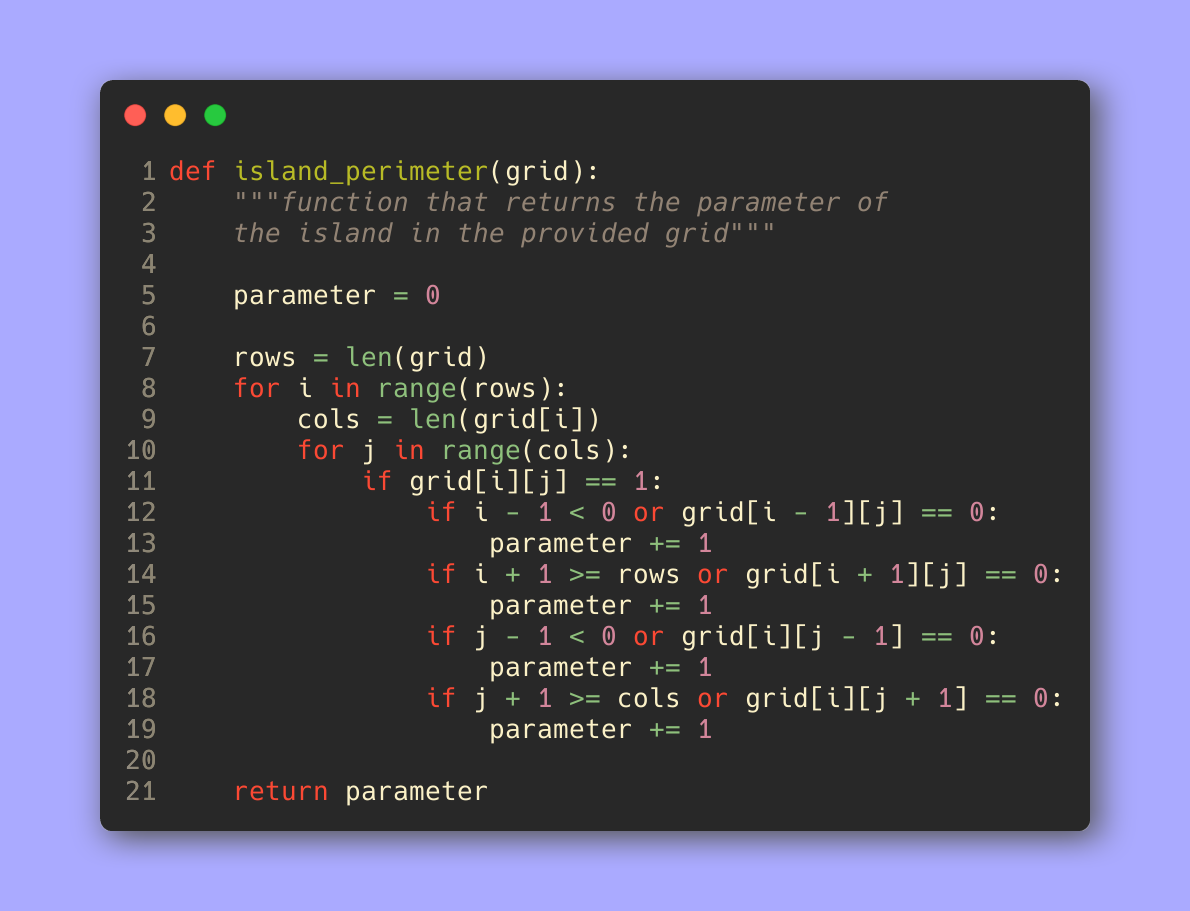 1 def island_perimeter(grid):
2     """function that returns the parameter of
3     the island in the provided grid"""
4
5     parameter = 0
6
7     rows = len(grid)
8     for i in range(rows):
9         cols = len(grid[i])
10         for j in range(cols):
11             if grid[i][j] == 1:
12                 if i - 1 < 0 or grid[i - 1][j] == 0:
13                     parameter += 1
14                 if i + 1 >= rows or grid[i + 1][j] == 0:
15                     parameter += 1
16                 if j - 1 < 0 or grid[i][j - 1] == 0:
17                     parameter += 1
18                 if j + 1 >= cols or grid[i][j + 1] == 0:
19                     parameter += 1
20
21     return parameter